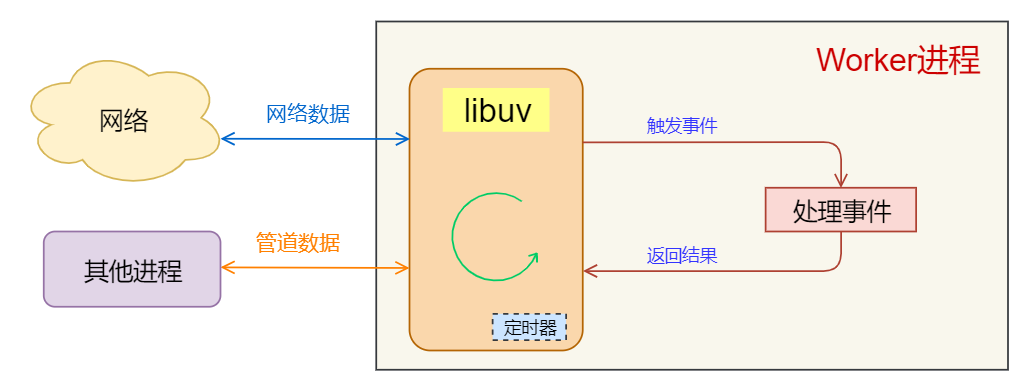 Worker进程
libuv
网络
网络数据
触发事件
处理事件
管道数据
其他进程
返回结果
定时器